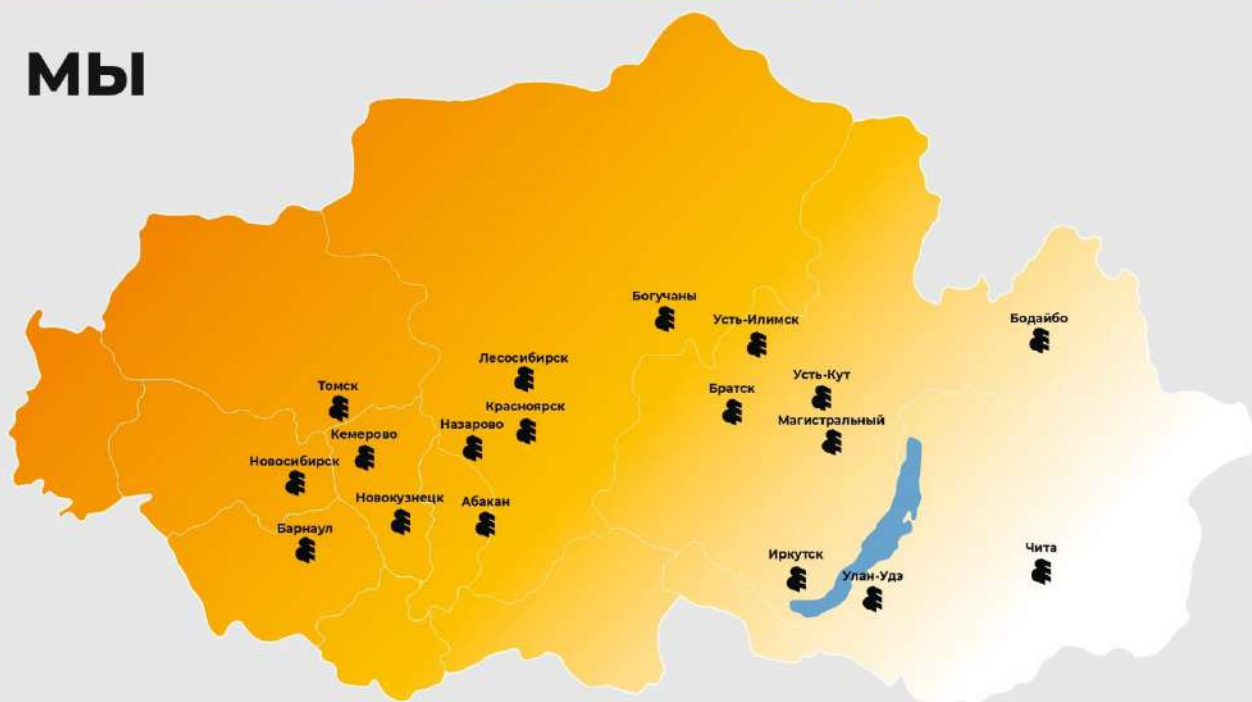 МЫ
Богучаны
Усть-Илимск
Бодайбо
Лесосибирск
Томск
Братск
Усть-Кут
Красноярск
Назарово
Магистральный
Кемерово
Новосибирск
Новокузнецк
Абакан
Барнаул
Иркутск
Чита
Улан-Удэ